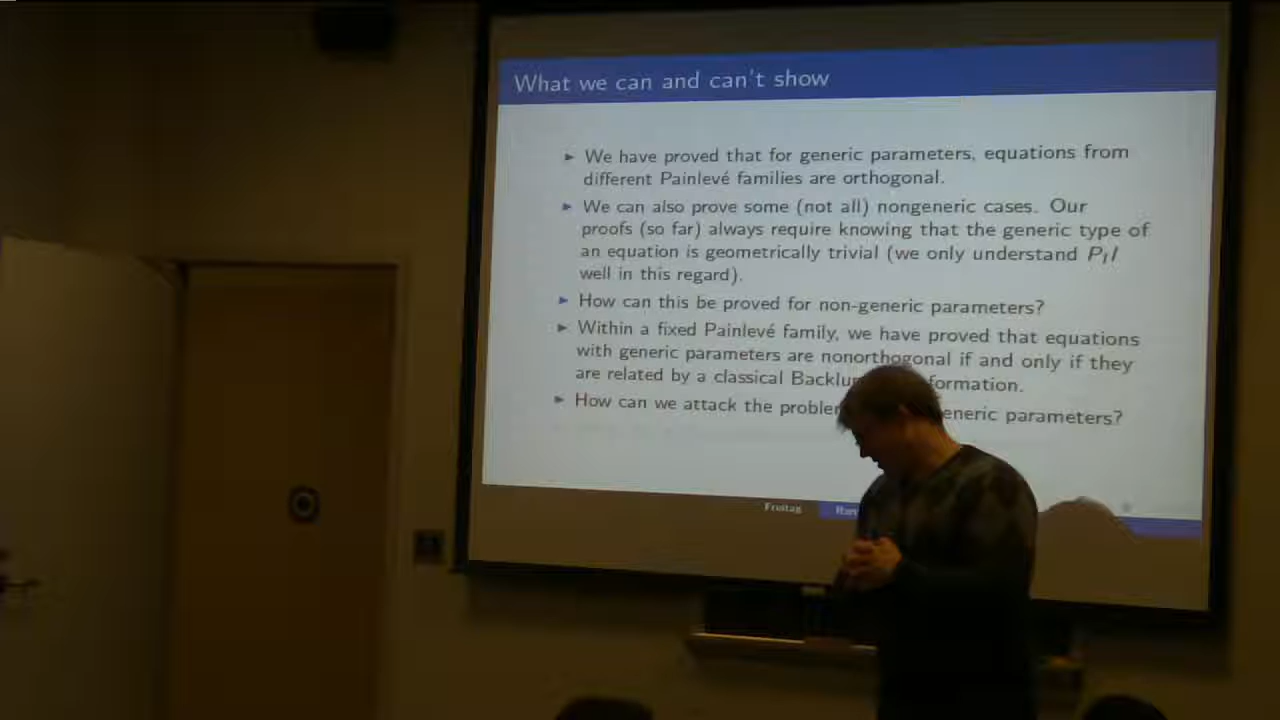 What we can and can't show
► We have proved that for generic parameters, equations from
different Painlevé families are orthogonal.
► We can also prove some (not all) nongeneric cases. Our
proofs (so far) always require knowing that the generic type of
an equation is geometrically trivial (we only understand P_II
well in this regard).
► How can this be proved for non-generic parameters?
► Within a fixed Painlevé family, we have proved that equations
with generic parameters are nonorthogonal if and only if they
are related by a classical Backlu formation.
► How can we attack the proble eneric parameters?
Freitag